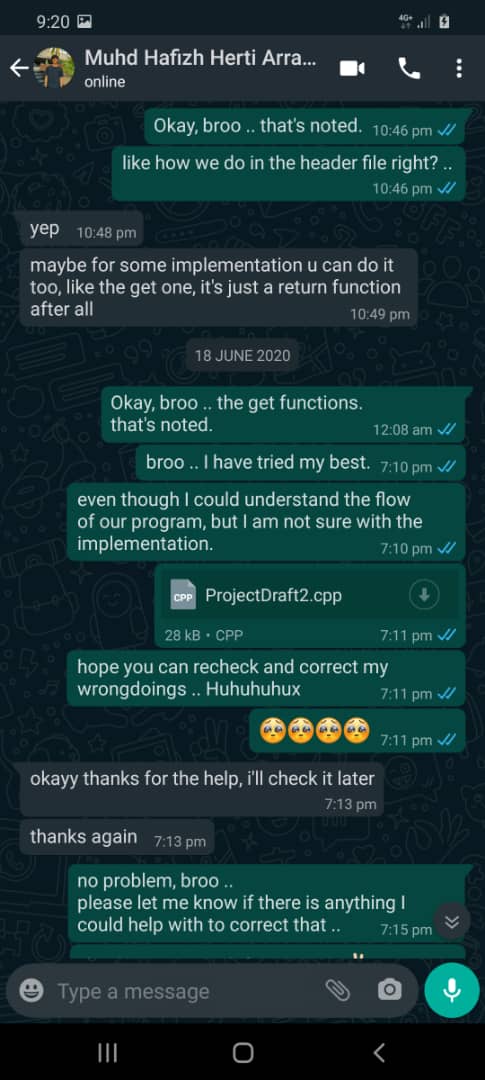 9:20
4G+
Muhd Hafizh Herti Arra...
online
Okay, broo .. that's noted. 10:46 pm
like how we do in the header file right? ..
10:46 pm
yep 10:48 pm
maybe for some implementation u can do it
too, like the get one, it's just a return function
after all 10:49 pm
18 JUNE 2020
Okay, broo .. the get functions.
that's noted. 12:08 am
broo .. I have tried my best. 7:10 pm
even though I could understand the flow
of our program, but I am not sure with the
implementation. 7:10 pm
CPP ProjectDraft2.cpp
28 kB • CPP 7:11 pm
hope you can recheck and correct my
wrongdoings .. Huhuhuhux 7:11 pm
🥺🥺🥺🥺 7:11 pm
okayy thanks for the help, i'll check it later
7:13 pm
thanks again 7:13 pm
no problem, broo ..
please let me know if there is anything I
could help with to correct that .. 7:15 pm
Type a message